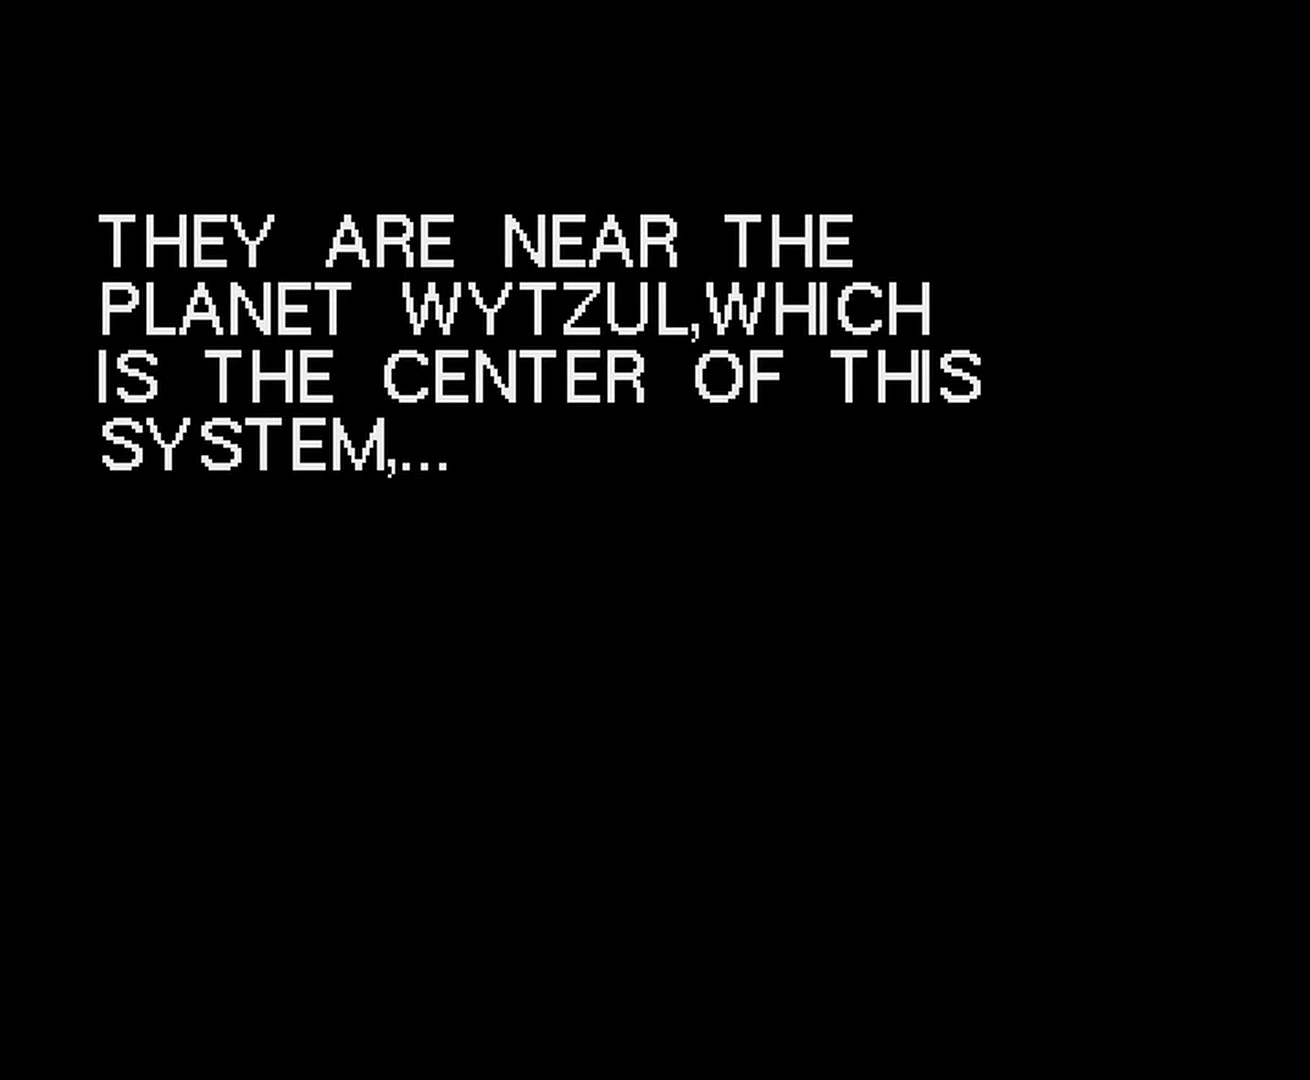 THEY ARE NEAR THE
PLANET WYTZUL,WHICH
IS THE CENTER OF THIS
SYSTEM,...